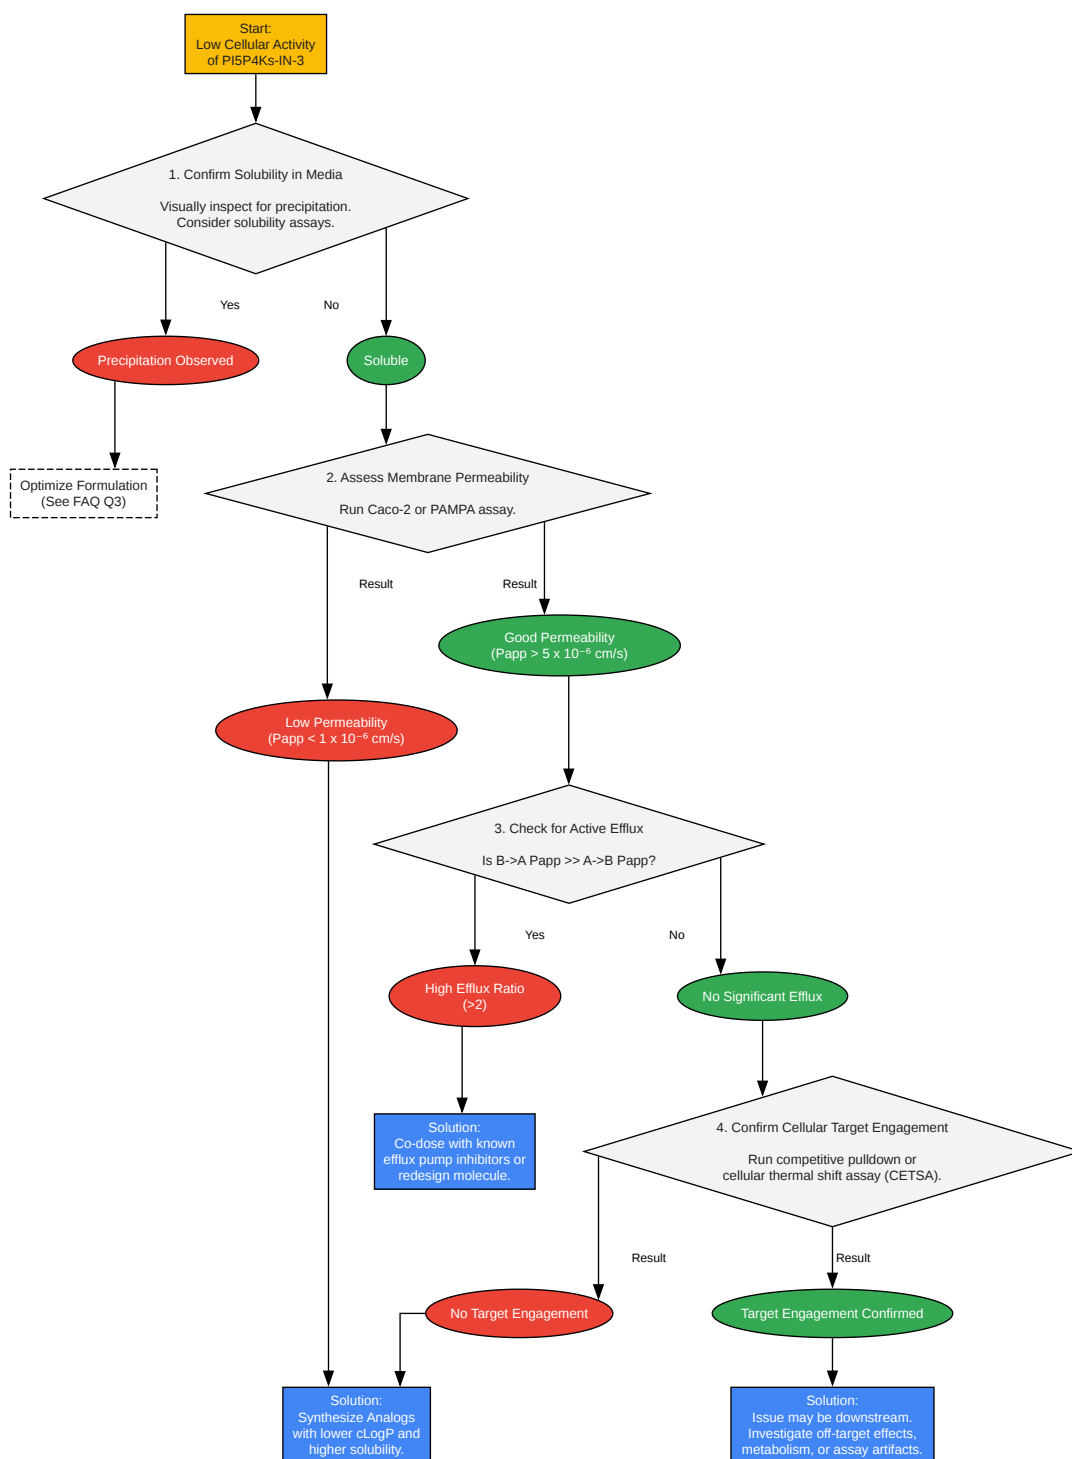 Start:
Low Cellular Activity
of PI5P4Ks-IN-3
1. Confirm Solubility in Media
Visually inspect for precipitation.
Consider solubility assays.
Yes
No
Precipitation Observed
Soluble
Optimize Formulation
(See FAQ Q3)
2. Assess Membrane Permeability
Run Caco-2 or PAMPA assay.
Result
Result
Good Permeability
(Papp > 5 x 10⁻⁶ cm/s)
Low Permeability
(Papp < 1 x 10⁻⁶ cm/s)
3. Check for Active Efflux
Is B->A Papp >> A->B Papp?
Yes
No
High Efflux Ratio
(>2)
No Significant Efflux
Solution:
Co-dose with known
efflux pump inhibitors or
redesign molecule.
4. Confirm Cellular Target Engagement
Run competitive pulldown or
cellular thermal shift assay (CETSA).
Result
Result
No Target Engagement
Target Engagement Confirmed
Solution:
Synthesize Analogs
with lower cLogP and
higher solubility.
Solution:
Issue may be downstream.
Investigate off-target effects,
metabolism, or assay artifacts.